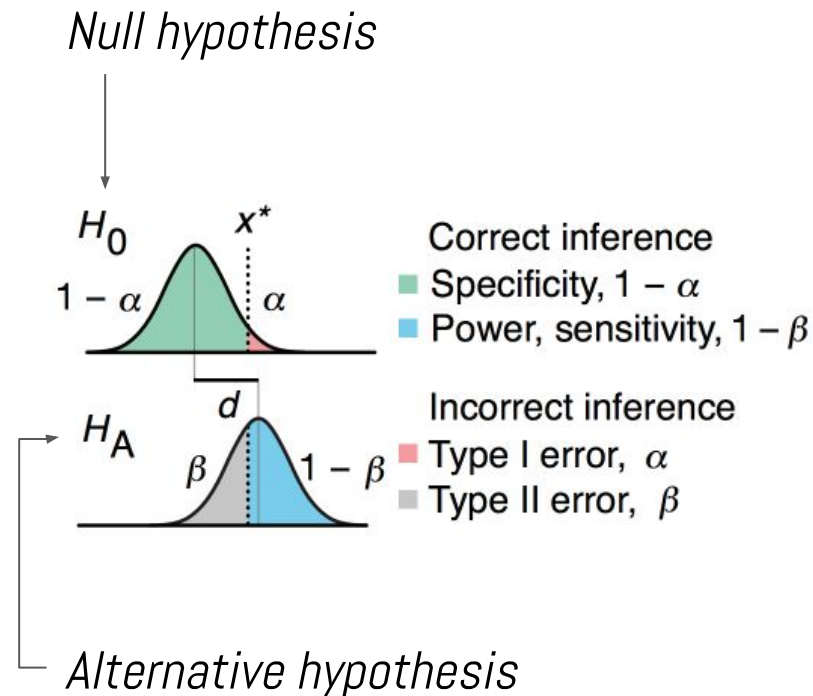 Null hypothesis
H0
x*
1 − α
α
Correct inference
Specificity, 1 − α
Power, sensitivity, 1 − β
d
HA
β
1 − β
Incorrect inference
Type I error, α
Type II error, β
Alternative hypothesis